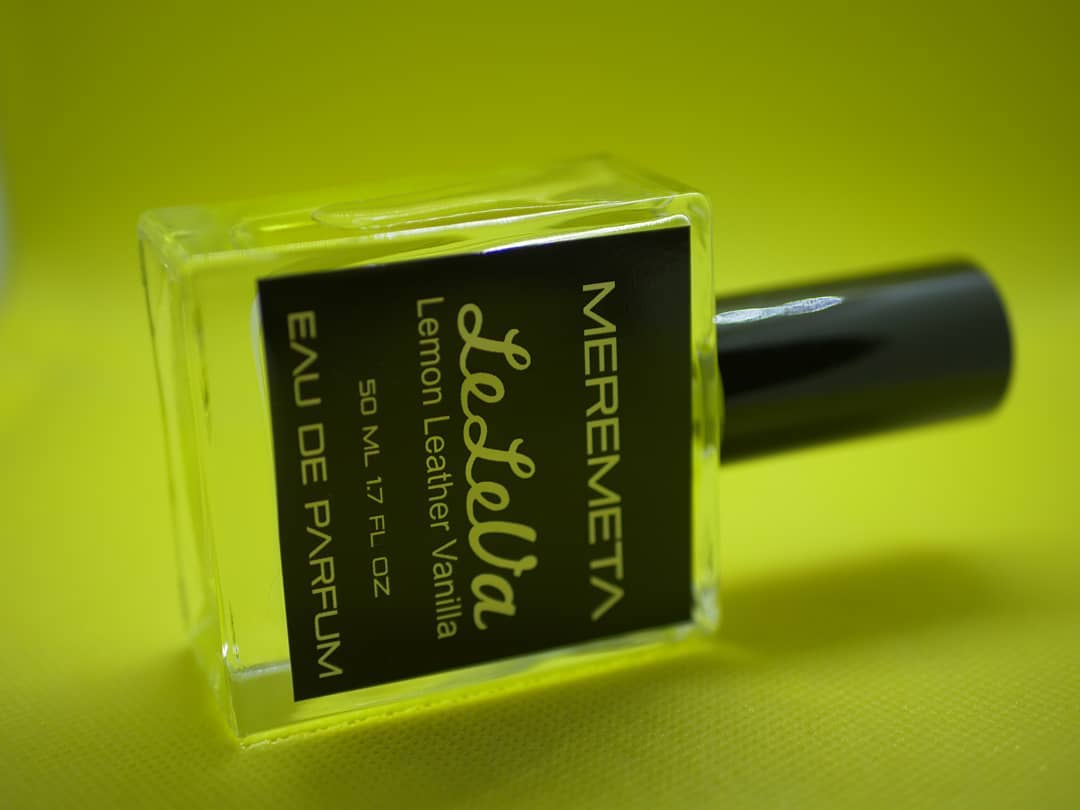 MEREMETA
LeLeVa
Lemon Leather Vanilla
50 ML 1.7 FL OZ
EAU DE PARFUM